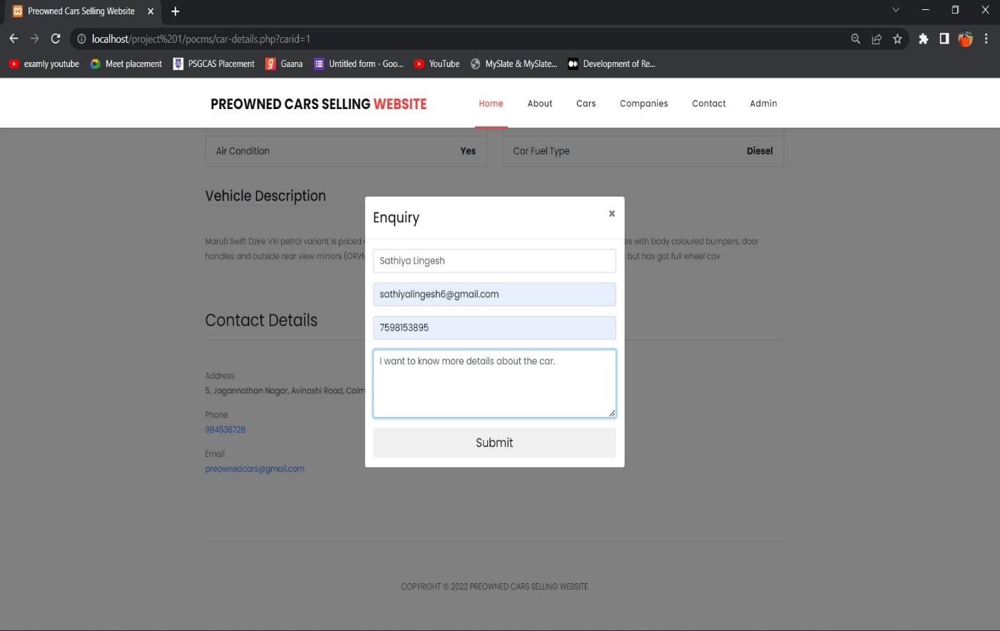 Preowned Cars Selling Website
localhost/project%201/pocms/car-details.php?carid=1
examly youtube Meet placement PSGCAS Placement Gaana Untitled form - Goo... YouTube MySlate & MySlate... Development of Re...
PREOWNED CARS SELLING WEBSITE Home About Cars Companies Contact Admin
Air Condition Yes Car Fuel Type Diesel
Vehicle Description
Enquiry
Maruti Swift Dzire VXi petrol variant is priced es with body coloured bumpers, door
handles and outside rear view mirrors (ORVM but has got full wheel cov
Sathiya Lingesh
sathiyalingesh6@gmail.com
7598153895
I want to know more details about the car.
Submit
Contact Details
Address
5, Jagannathan Nagar, Avinashi Road, Coim
Phone
984536728
Email
preownedcars@gmail.com
COPYRIGHT © 2022 PREOWNED CARS SELLING WEBSITE